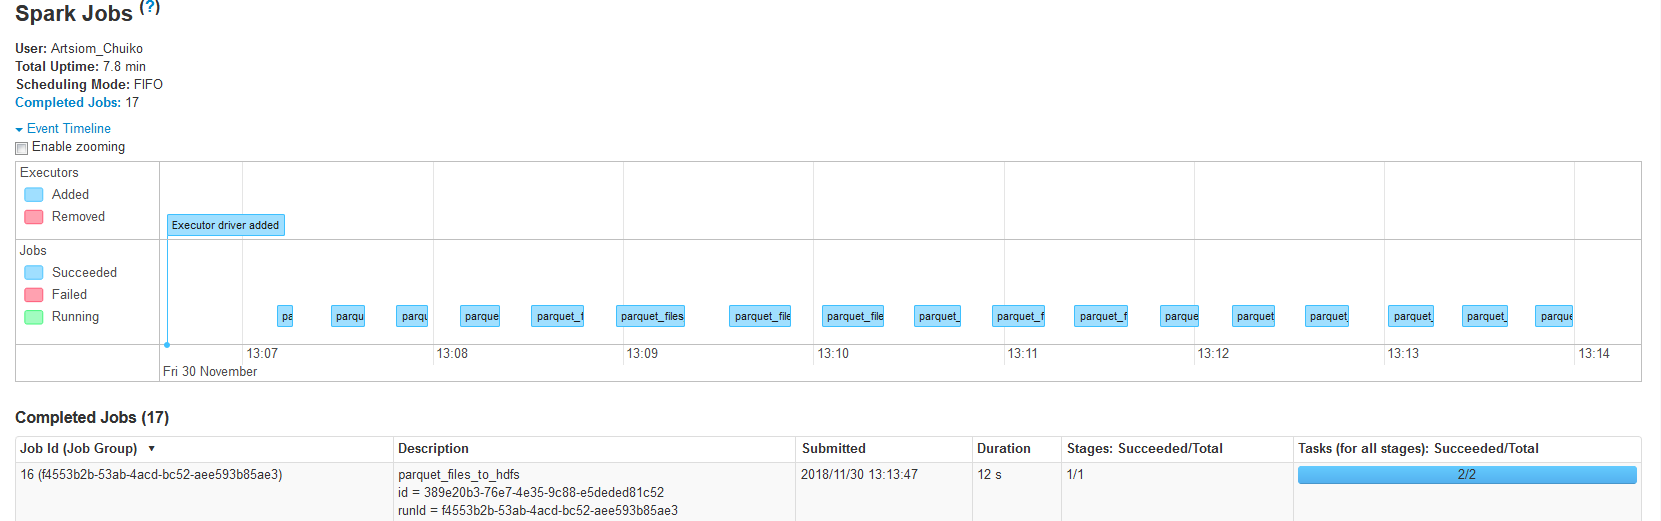 Spark Jobs (?)
User: Artsiom_Chuiko
Total Uptime: 7.8 min
Scheduling Mode: FIFO
Completed Jobs: 17
Event Timeline
Enable zooming
Executors
Added
Removed
Executor driver added
Jobs
Succeeded
Failed
Running
pa parqu parqu parque parquet_f parquet_files parquet_file parquet_file parquet_ parquet_f parquet_f parque parquet parquet_ parquet_ parquet_ parque
13:07 13:08 13:09 13:10 13:11 13:12 13:13 13:14
Fri 30 November
Completed Jobs (17)
Job Id (Job Group) ▼ Description Submitted Duration Stages: Succeeded/Total Tasks (for all stages): Succeeded/Total
16 (f4553b2b-53ab-4acd-bc52-aee593b85ae3) parquet_files_to_hdfs 2018/11/30 13:13:47 12 s 1/1 2/2
id = 389e20b3-76e7-4e35-9c88-e5deded81c52
runId = f4553b2b-53ab-4acd-bc52-aee593b85ae3